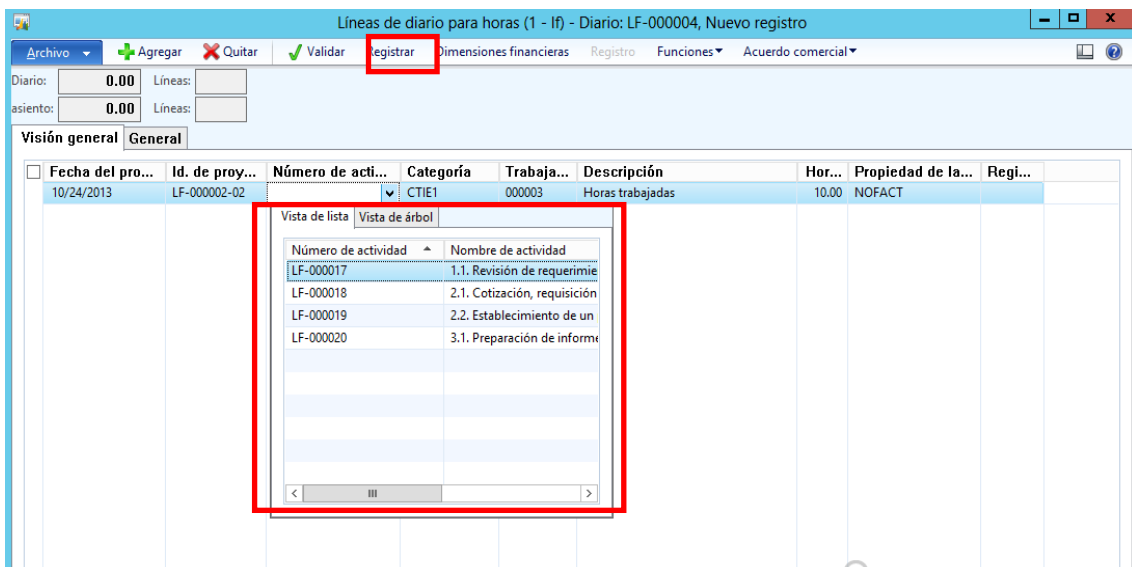 Líneas de diario para horas (1 - lf) - Diario: LF-000004, Nuevo registro
Archivo Agregar Quitar Validar Registrar Dimensiones financieras Registro Funciones Acuerdo comercial
Diario: 0.00 Líneas:
asiento: 0.00 Líneas:
Visión general General
Fecha del pro... Id. de proy... Número de acti... Categoría Trabaja... Descripción Hor... Propiedad de la... Regi...
10/24/2013 LF-000002-02 CTIE1 000003 Horas trabajadas 10.00 NOFACT
Vista de lista Vista de árbol
Número de actividad Nombre de actividad
LF-000017 1.1. Revisión de requerimie
LF-000018 2.1. Cotización, requisición
LF-000019 2.2. Establecimiento de un
LF-000020 3.1. Preparación de informe